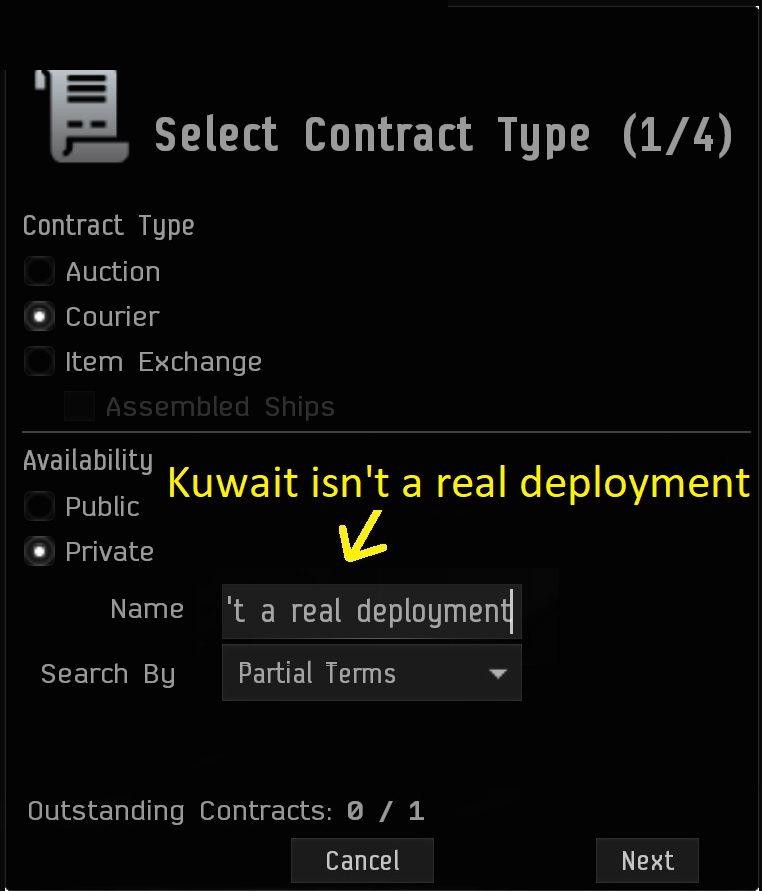 Select Contract Type (1/4)
Contract Type
Auction
Courier
Item Exchange
Assembled Ships
Availability
Kuwait isn't a real deployment
Public
Private
Name 't a real deployment
Search By Partial Terms
Outstanding Contracts: 0 / 1
Cancel Next